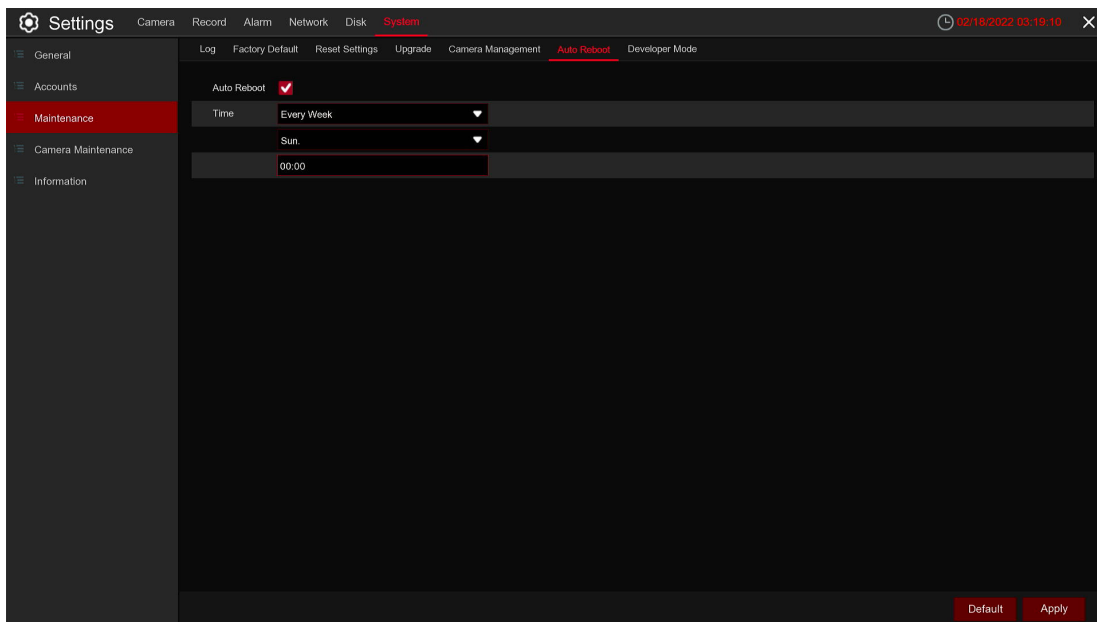 Settings Camera Record Alarm Network Disk System 02/18/2022 03:19:10
Log Factory Default Reset Settings Upgrade Camera Management Auto Reboot Developer Mode
General
Accounts
Maintenance
Camera Maintenance
Information
Auto Reboot
Time Every Week
Sun.
00:00
Default Apply